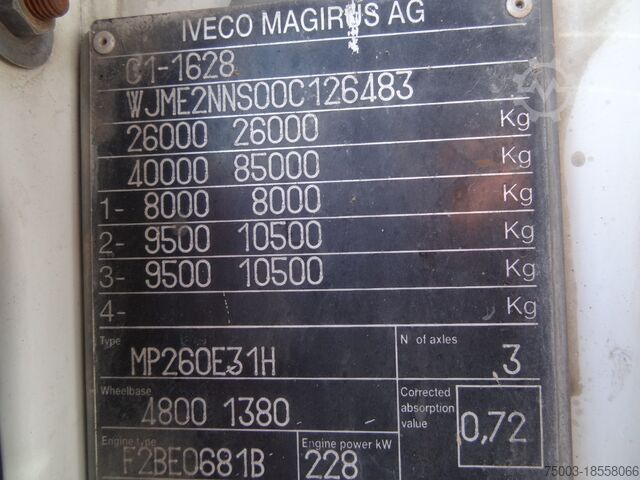 IVECO MAGIRUS AG
C1-1628
WJME2NNS00C126483
26000 26000 Kg
40000 85000 Kg
1- 8000 8000 Kg
2- 9500 10500 Kg
3- 9500 10500 Kg
4- Kg
Type MP260E31H N of axles 3
Wheelbase 4800 1380 Corrected absorption value 0,72
Engine type F2BE0681B Engine power kW 228
75003-18558066